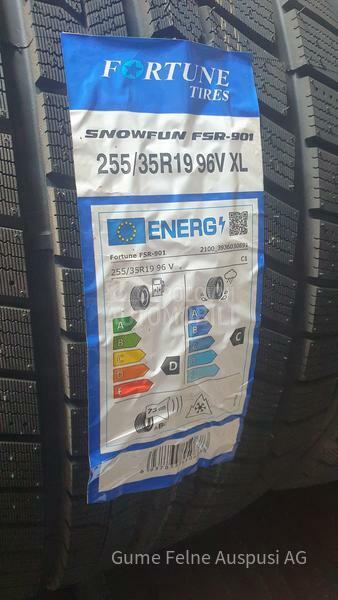 FORTUNE
TIRES
SNOWFUN FSR-901
255/35R19 96V XL
ENERG
Fortune FSR-901
2100_3936030891
255/35R19 96 V
C1
A
A
B
B
C
C
D
D
C
E
E
Gume Felne Auspusi AG